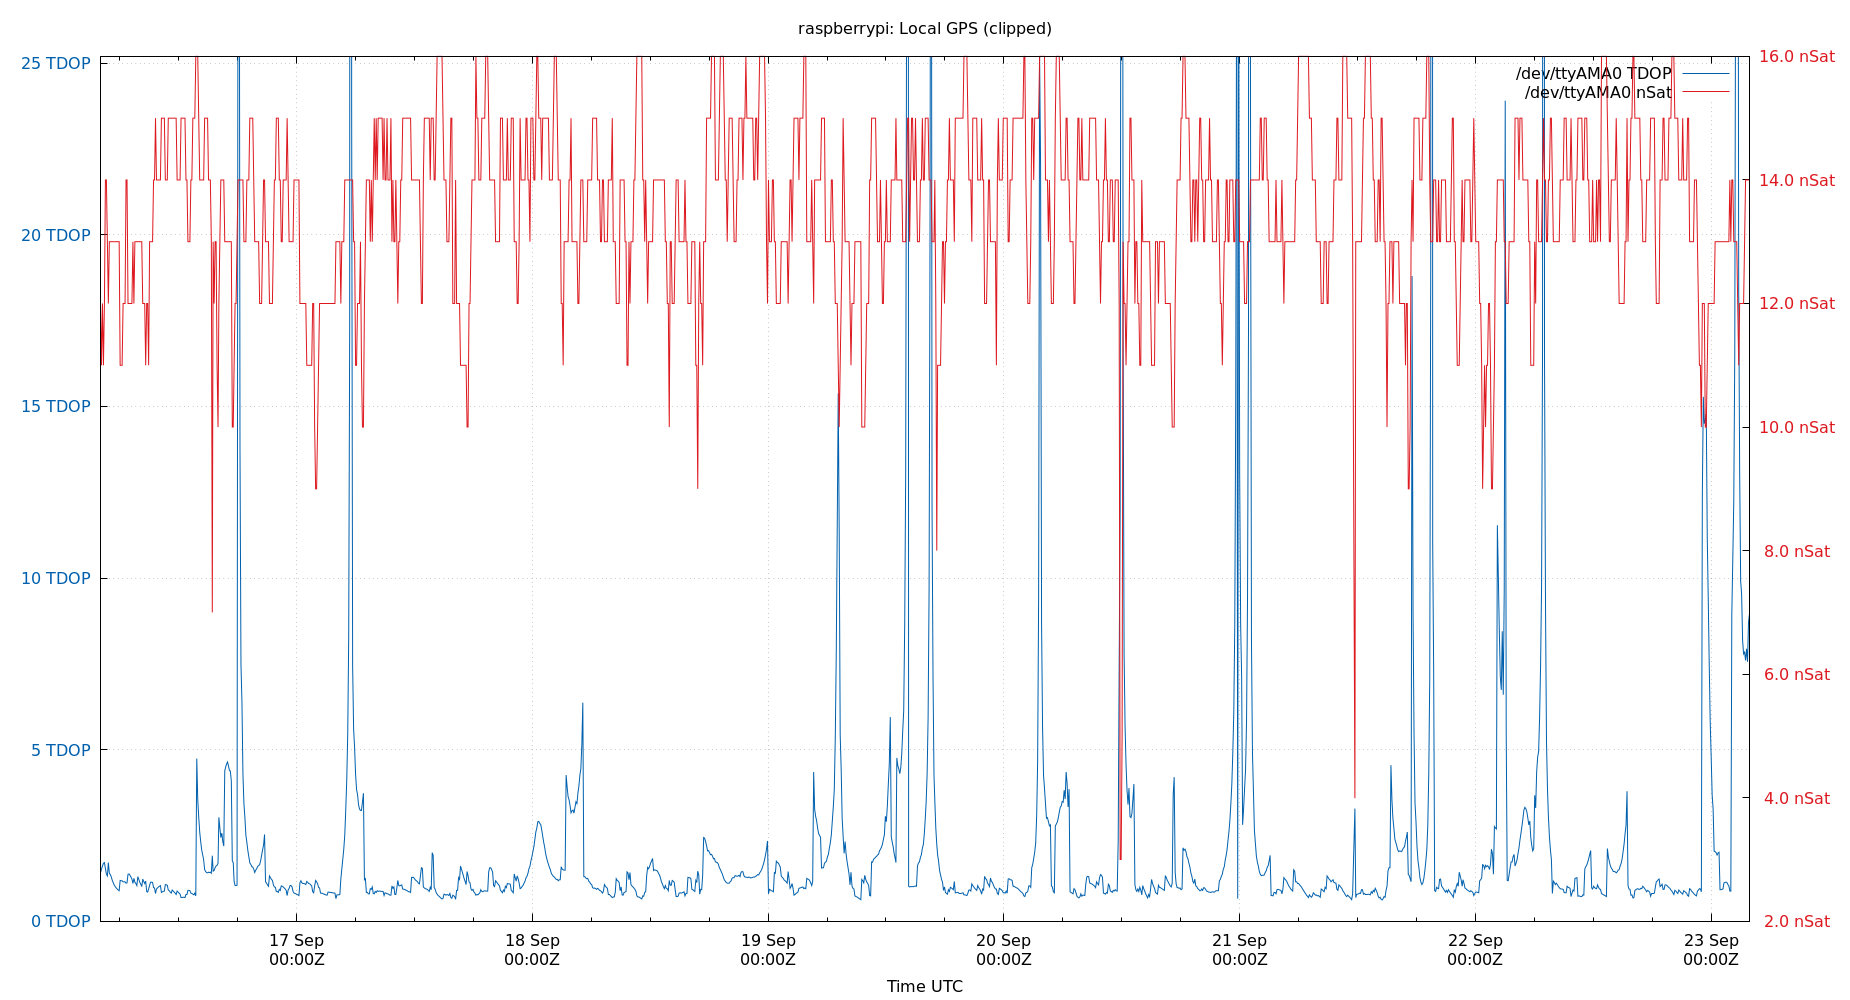 raspberrypi: Local GPS (clipped)
25 TDOP
20 TDOP
15 TDOP
10 TDOP
5 TDOP
0 TDOP
16.0 nSat
14.0 nSat
12.0 nSat
10.0 nSat
8.0 nSat
6.0 nSat
4.0 nSat
2.0 nSat
/dev/ttyAMA0 TDOP
/dev/ttyAMA0 nSat
17 Sep
00:00Z
18 Sep
00:00Z
19 Sep
00:00Z
20 Sep
00:00Z
21 Sep
00:00Z
22 Sep
00:00Z
23 Sep
00:00Z
Time UTC